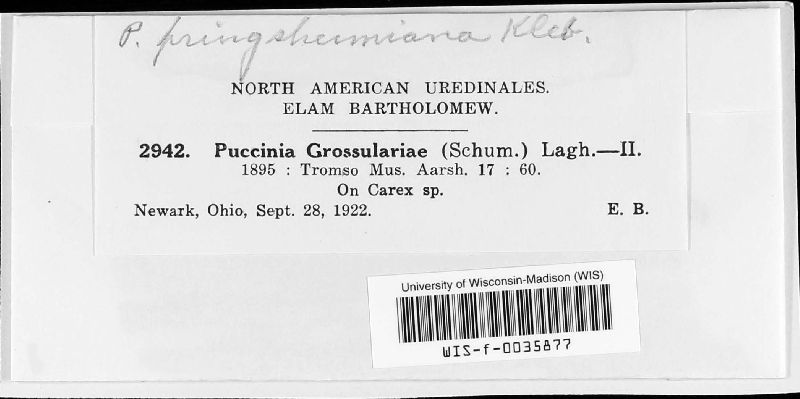 P. pringsheimiana Kleb.
NORTH AMERICAN UREDINALES.
ELAM BARTHOLOMEW.
2942. Puccinia Grossulariae (Schum.) Lagh.—II.
1895 : Tromso Mus. Aarsh. 17 : 60.
On Carex sp.
Newark, Ohio, Sept. 28, 1922. E. B.
University of Wisconsin-Madison (WIS)
WIS-f-0035877